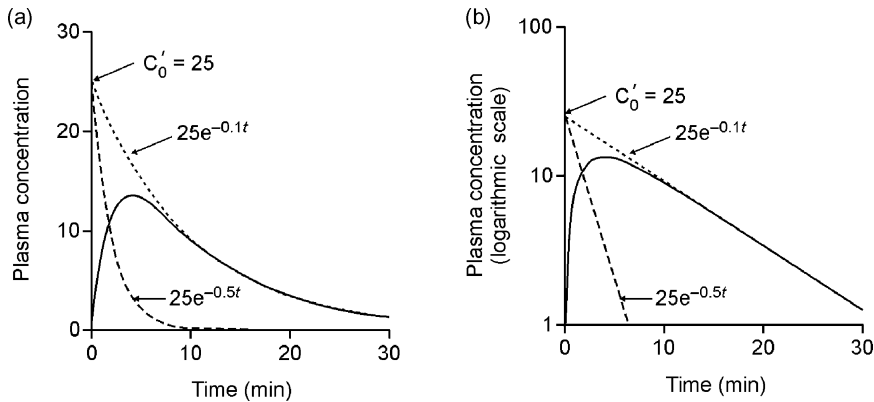 (a)
30
20
10
0
Plasma concentration
C₀′ = 25
25e⁻⁰·¹ᵗ
25e⁻⁰·⁵ᵗ
0 10 20 30
Time (min)
(b)
100
10
1
Plasma concentration
(logarithmic scale)
C₀′ = 25
25e⁻⁰·¹ᵗ
25e⁻⁰·⁵ᵗ
0 10 20 30
Time (min)